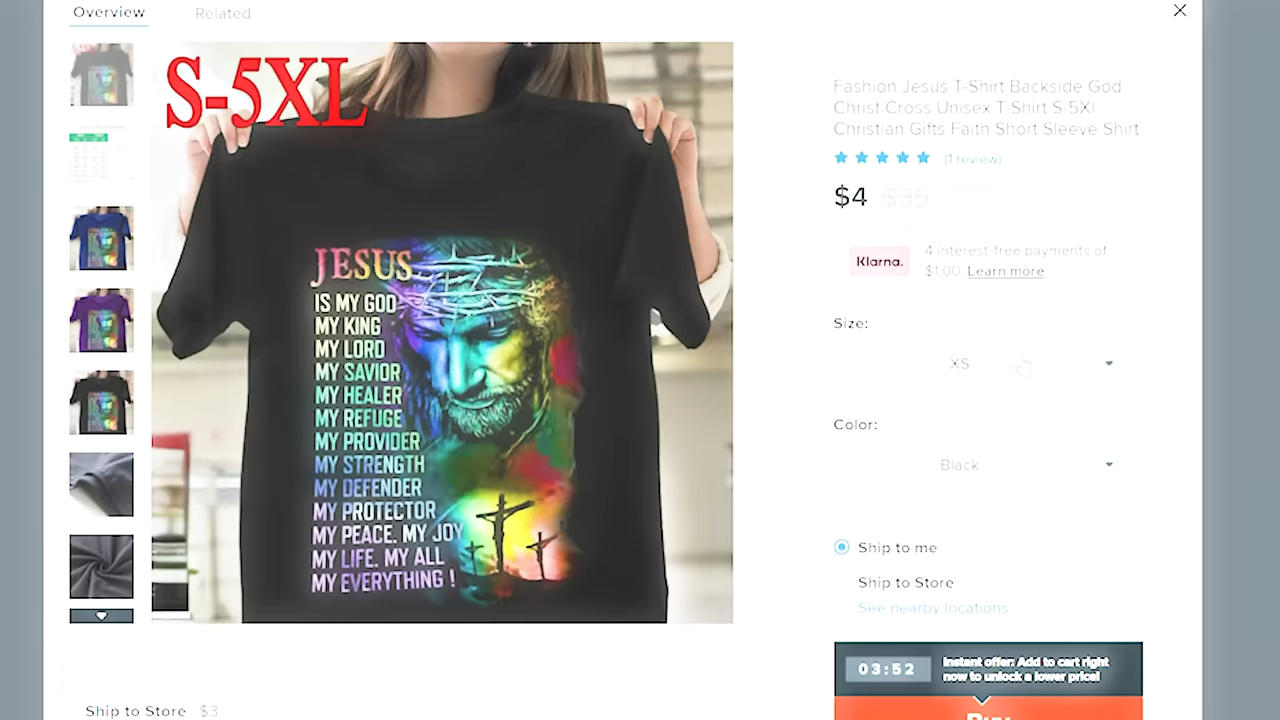 Overview
Related
S-5XL
JESUS
IS MY GOD
MY KING
MY LORD
MY SAVIOR
MY HEALER
MY REFUGE
MY PROVIDER
MY STRENGTH
MY DEFENDER
MY PROTECTOR
MY PEACE. MY JOY
MY LIFE. MY ALL
MY EVERYTHING !
Fashion Jesus T-Shirt Backside God
Christ Cross Unisex T-Shirt S-5Xl
Christian Gifts Faith Short Sleeve Shirt
(1 review)
$4 $35
Klarna.
4 interest-free payments of
$1.00. Learn more
Size:
XS
Color:
Black
Ship to me
Ship to Store
See nearby locations
03:52
Instant offer: Add to cart right
now to unlock a lower price!
Buy
Ship to Store $3